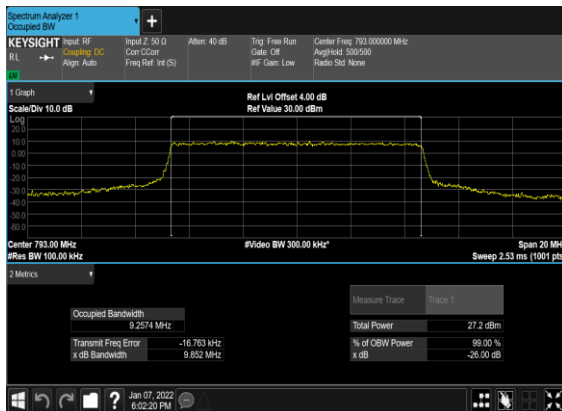 Spectrum Analyzer 1
Occupied BW
KEYSIGHT
RL
Input: RF
Coupling: DC
Align: Auto
Input Z: 50 Ω
Corr CCorr
Freq Ref: Int (S)
Atten: 40 dB
Trig: Free Run
Gate: Off
#IF Gain: Low
Center Freq: 793.000000 MHz
Avg|Hold: 500/500
Radio Std: None
1 Graph
Scale/Div 10.0 dB
Ref Lvl Offset 4.00 dB
Ref Value 30.00 dBm
Log
20.0
10.0
0.00
-10.0
-20.0
-30.0
-40.0
-50.0
-60.0
Center 793.00 MHz
#Res BW 100.00 kHz
#Video BW 300.00 kHz*
Span 20 MH
Sweep 2.53 ms (1001 pts
2 Metrics
Measure Trace
Trace 1
Occupied Bandwidth
9.2574 MHz
Total Power
27.2 dBm
Transmit Freq Error
-16.763 kHz
% of OBW Power
99.00 %
x dB Bandwidth
9.852 MHz
x dB
-26.00 dB
?
Jan 07, 2022
6:02:20 PM